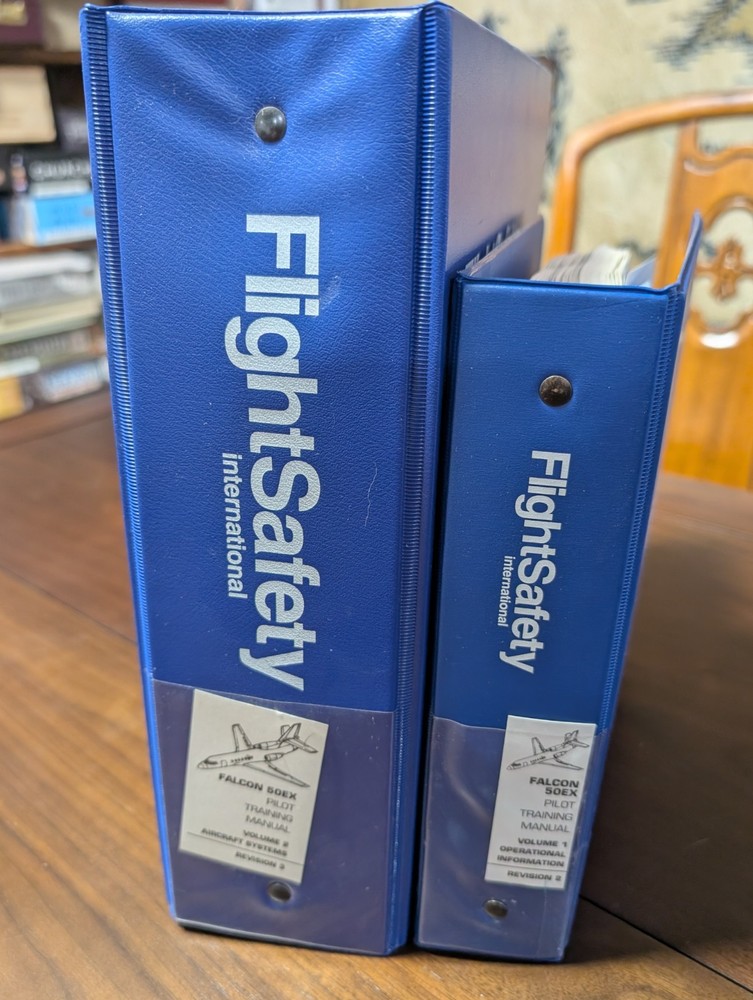 FlightSafety
international
FALCON 50EX
PILOT
TRAINING
MANUAL
VOLUME 2
AIRCRAFT SYSTEMS
REVISION 3
FlightSafety
international
FALCON
50EX
PILOT
TRAINING
MANUAL
VOLUME 1
OPERATIONAL
INFORMATION
REVISION 2